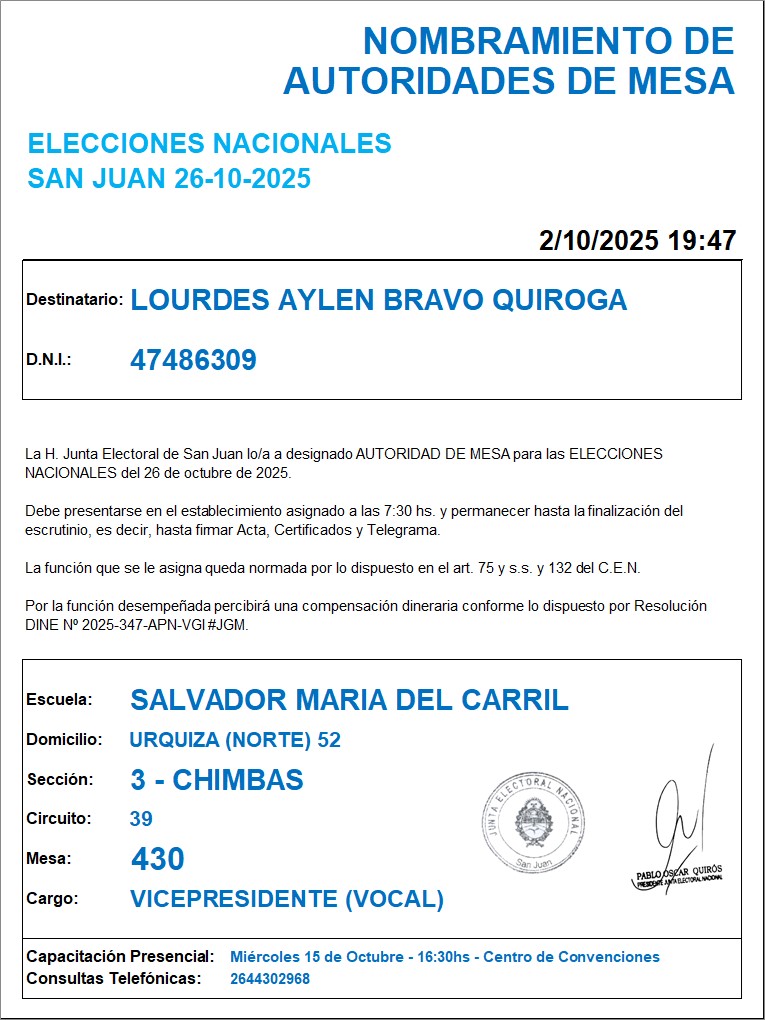 NOMBRAMIENTO DE
AUTORIDADES DE MESA
ELECCIONES NACIONALES
SAN JUAN 26-10-2025
2/10/2025 19:47
Destinatario: LOURDES AYLEN BRAVO QUIROGA
D.N.I.: 47486309
La H. Junta Electoral de San Juan lo/a a designado AUTORIDAD DE MESA para las ELECCIONES
NACIONALES del 26 de octubre de 2025.
Debe presentarse en el establecimiento asignado a las 7:30 hs. y permanecer hasta la finalización del
escrutinio, es decir, hasta firmar Acta, Certificados y Telegrama.
La función que se le asigna queda normada por lo dispuesto en el art. 75 y s.s. y 132 del C.E.N.
Por la función desempeñada percibirá una compensación dineraria conforme lo dispuesto por Resolución
DINE Nº 2025-347-APN-VGI#JGM.
Escuela: SALVADOR MARIA DEL CARRIL
Domicilio: URQUIZA (NORTE) 52
Sección: 3 - CHIMBAS
Circuito: 39
Mesa: 430
Cargo: VICEPRESIDENTE (VOCAL)
JUNTA ELECTORAL NACIONAL
San Juan
PABLO OSCAR QUIRÓS
PRESIDENTE JUNTA ELECTORAL NACIONAL
Capacitación Presencial: Miércoles 15 de Octubre - 16:30hs - Centro de Convenciones
Consultas Telefónicas: 2644302968